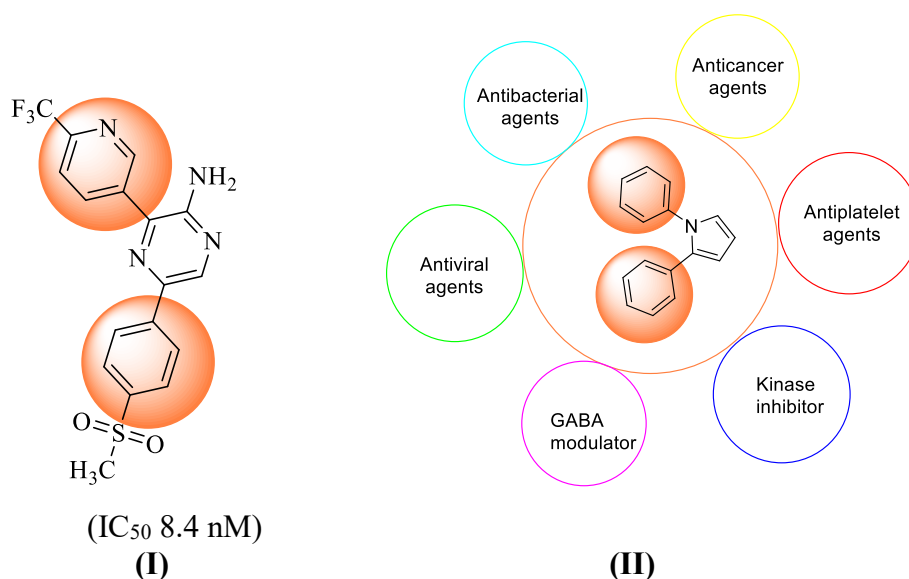 F₃C
N
NH₂
N
N
O
S
O
H₃C
(IC₅₀ 8.4 nM)
(I)
Antibacterial
agents
Anticancer
agents
Antiviral
agents
N
Antiplatelet
agents
GABA
modulator
Kinase
inhibitor
(II)